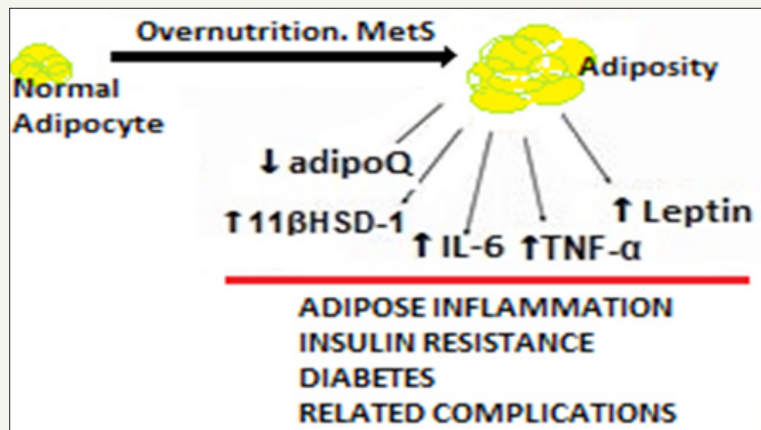 Overnutrition. MetS
Normal
Adipocyte
Adiposity
↓ adipoQ
↑11βHSD-1
↑ IL-6
↑TNF-α
↑ Leptin
ADIPOSE INFLAMMATION
INSULIN RESISTANCE
DIABETES
RELATED COMPLICATIONS